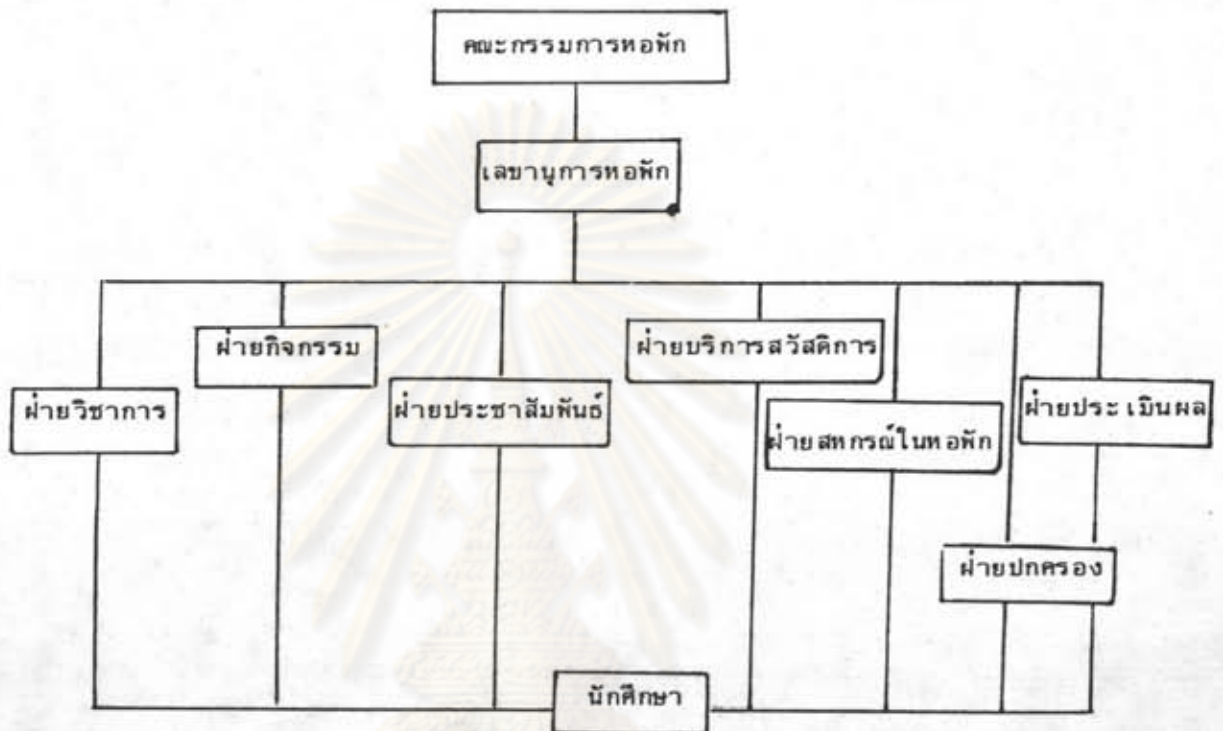 คณะกรรมการหอพัก
เลขานุการหอพัก
ฝ่ายกิจกรรม
ฝ่ายบริการสวัสดิการ
ฝ่ายวิชาการ
ฝ่ายประชาสัมพันธ์
ฝ่ายประเมินผล
ฝ่ายสหกรณ์ในหอพัก
ฝ่ายปกครอง
นักศึกษา